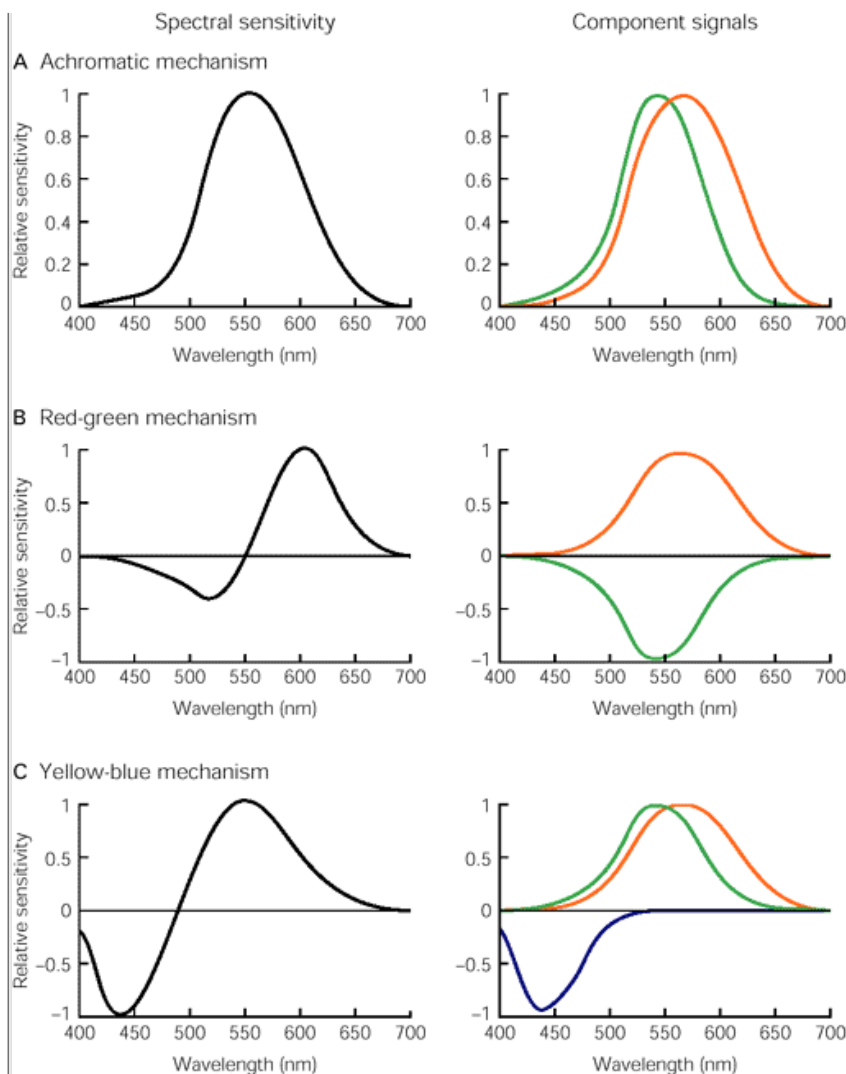 Spectral sensitivity
Component signals
A Achromatic mechanism
Relative sensitivity
1
0.8
0.6
0.4
0.2
0
400 450 500 550 600 650 700
Wavelength (nm)
1
0.8
0.6
0.4
0.2
0
400 450 500 550 600 650 700
Wavelength (nm)
B Red-green mechanism
Relative sensitivity
1
0.5
0
–0.5
–1
400 450 500 550 600 650 700
Wavelength (nm)
1
0.5
0
–0.5
–1
400 450 500 550 600 650 700
Wavelength (nm)
C Yellow-blue mechanism
Relative sensitivity
1
0.5
0
–0.5
–1
400 450 500 550 600 650 700
Wavelength (nm)
1
0.5
0
–0.5
–1
400 450 500 550 600 650 700
Wavelength (nm)